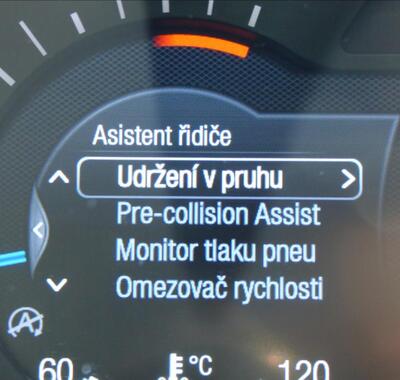 Asistent řidiče
Udržení v pruhu
Pre-collision Assist
Monitor tlaku pneu
Omezovač rychlosti
A
60 °C 120